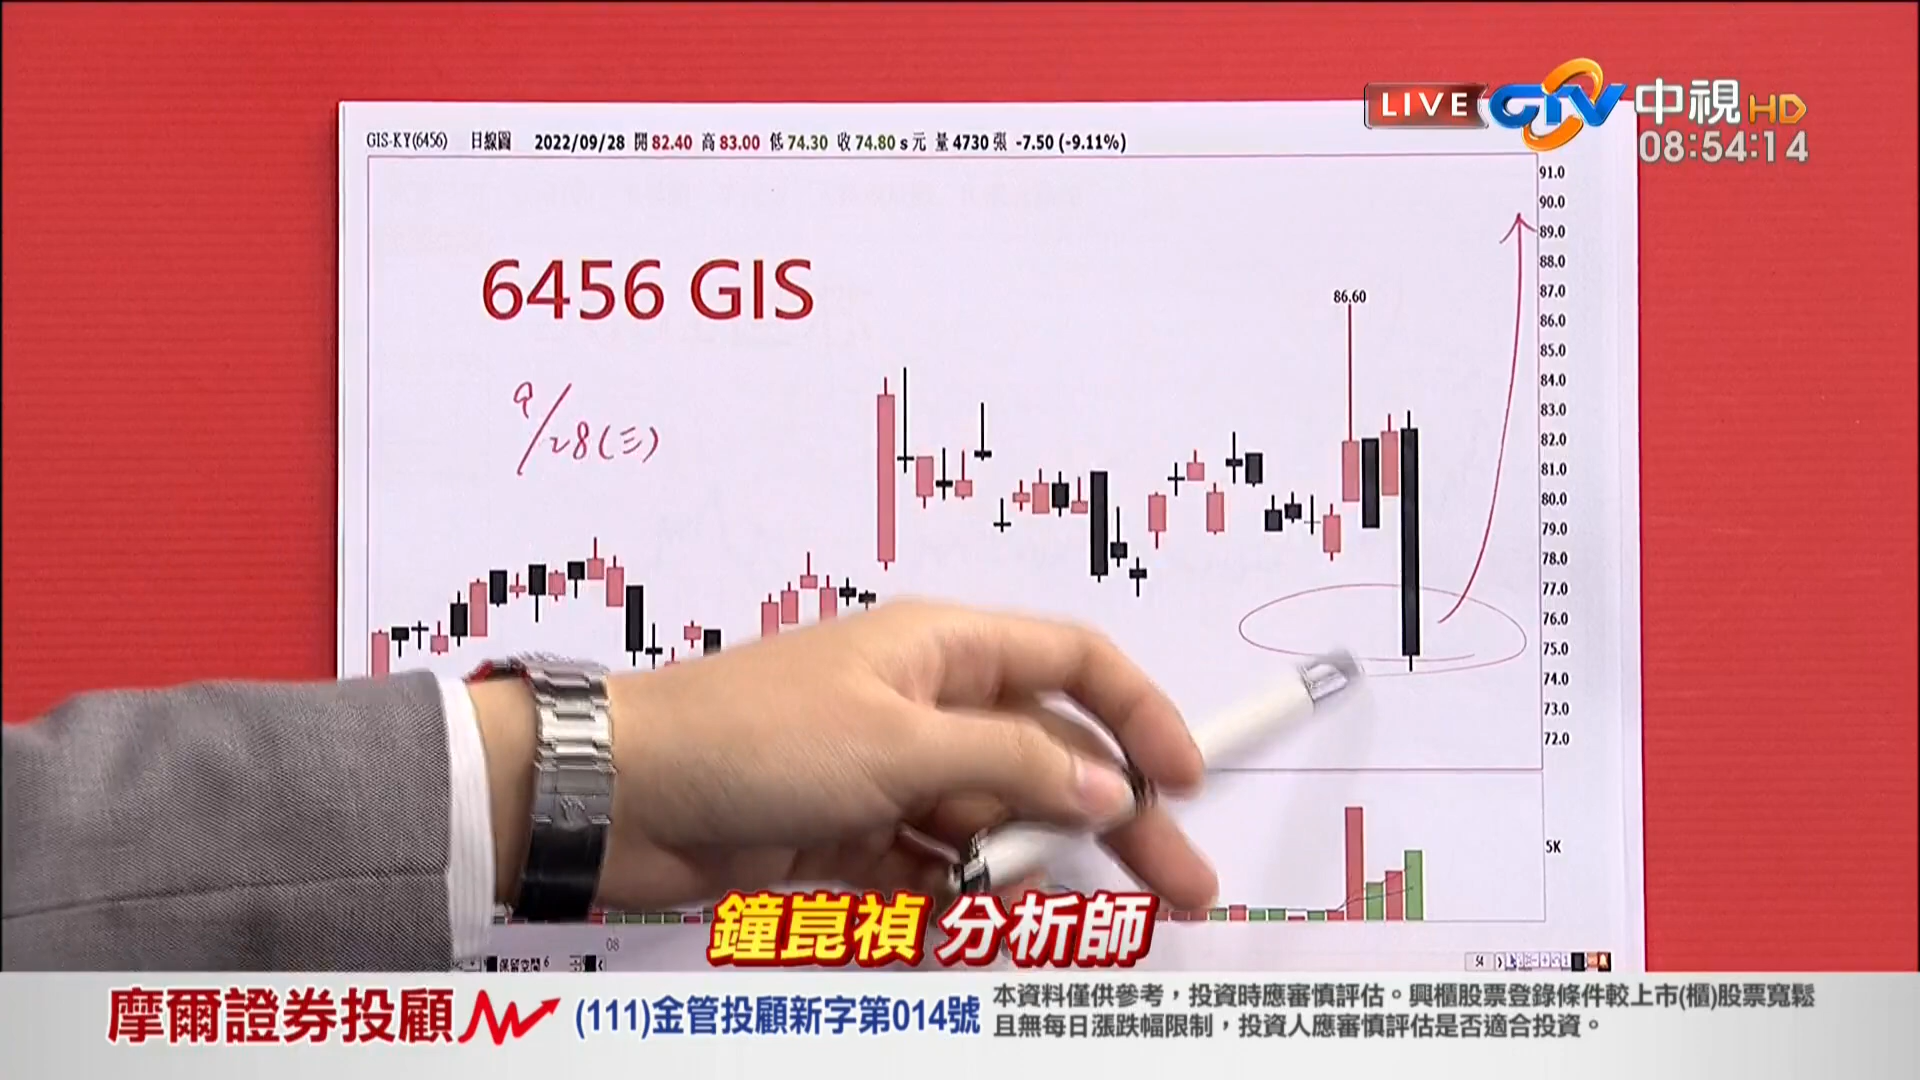 LIVE CTV 中視HD
08:54:14
GIS-KY(6456) 日線圖 2022/09/28 開 82.40 高 83.00 低 74.30 收 74.80 s 元 量 4730 張 -7.50 (-9.11%)
91.0
90.0
89.0
88.0
87.0
86.0
85.0
84.0
83.0
82.0
81.0
80.0
79.0
78.0
77.0
76.0
75.0
74.0
73.0
72.0
5K
6456 GIS
86.60
9/28(三)
08
保留空間 6
54
鐘崑禎 分析師
摩爾證券投顧 (111)金管投顧新字第014號
本資料僅供參考，投資時應審慎評估。興櫃股票登錄條件較上市(櫃)股票寬鬆
且無每日漲跌幅限制，投資人應審慎評估是否適合投資。